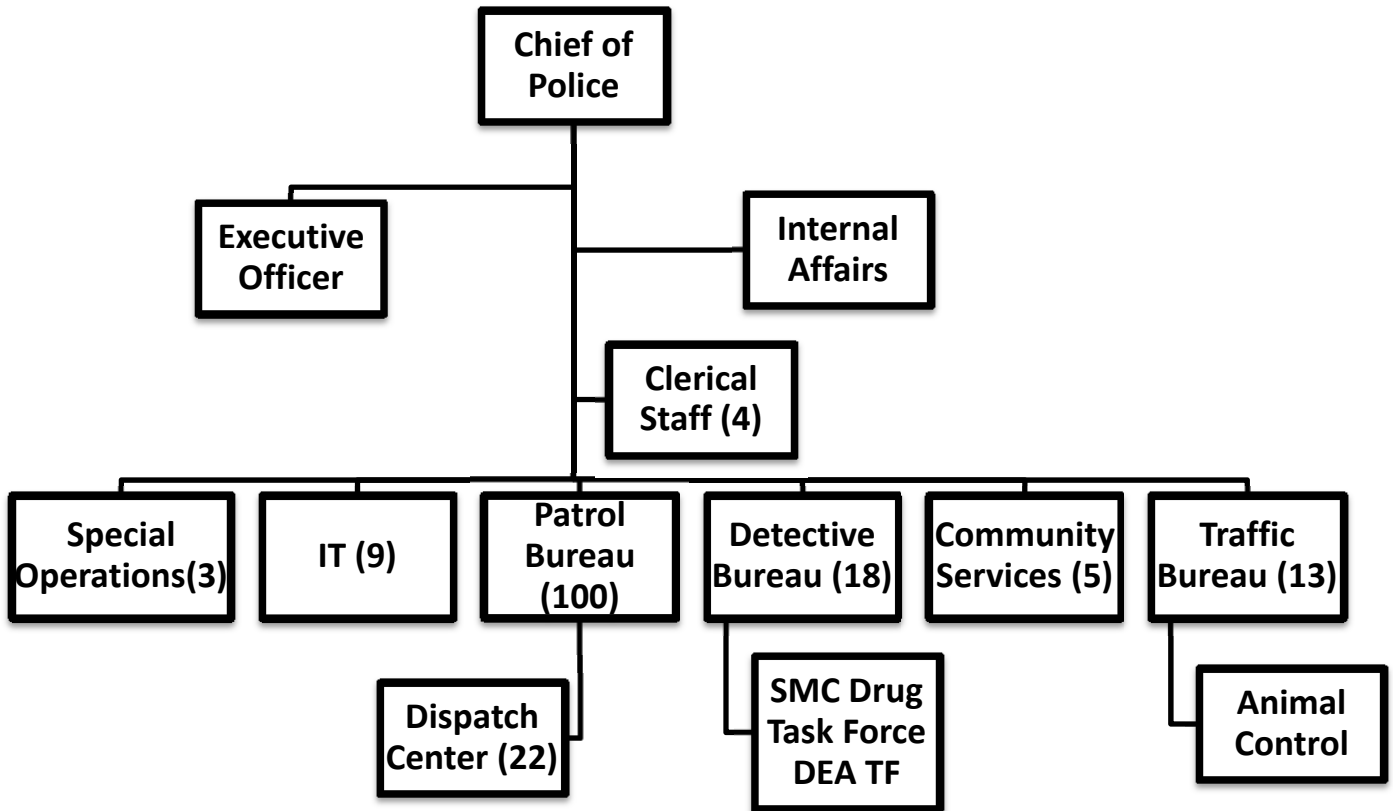 Chief of
Police
Executive
Officer
Internal
Affairs
Clerical
Staff (4)
Special
Operations(3)
IT (9)
Patrol
Bureau
(100)
Detective
Bureau (18)
Community
Services (5)
Traffic
Bureau (13)
Dispatch
Center (22)
SMC Drug
Task Force
DEA TF
Animal
Control